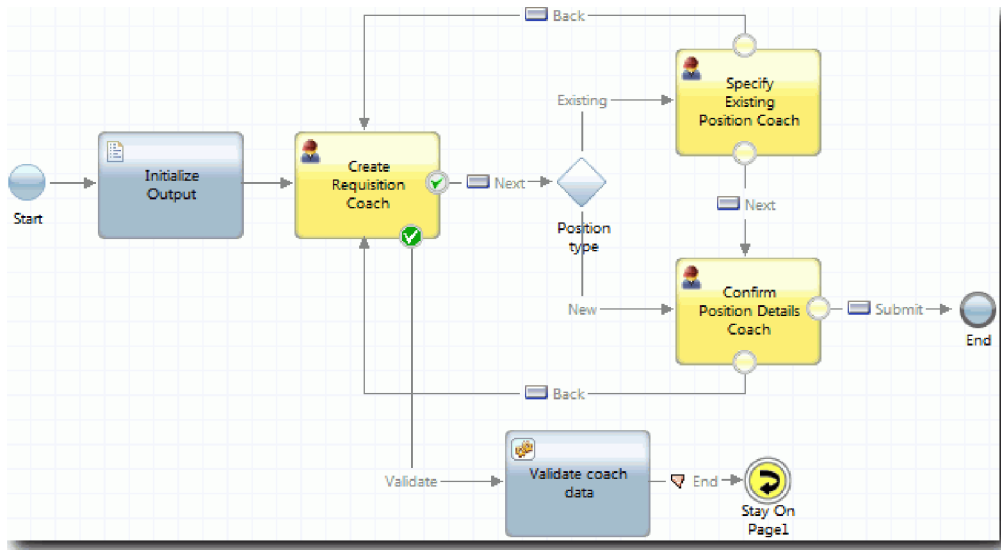 Back
Specify
Existing
Position Coach
Existing
Initialize
Output
Create
Requisition
Coach
Next
Start
Next
Position
type
Confirm
Position Details
Coach
New
Submit
End
Back
Validate
Validate coach
data
End
Stay On
Page1